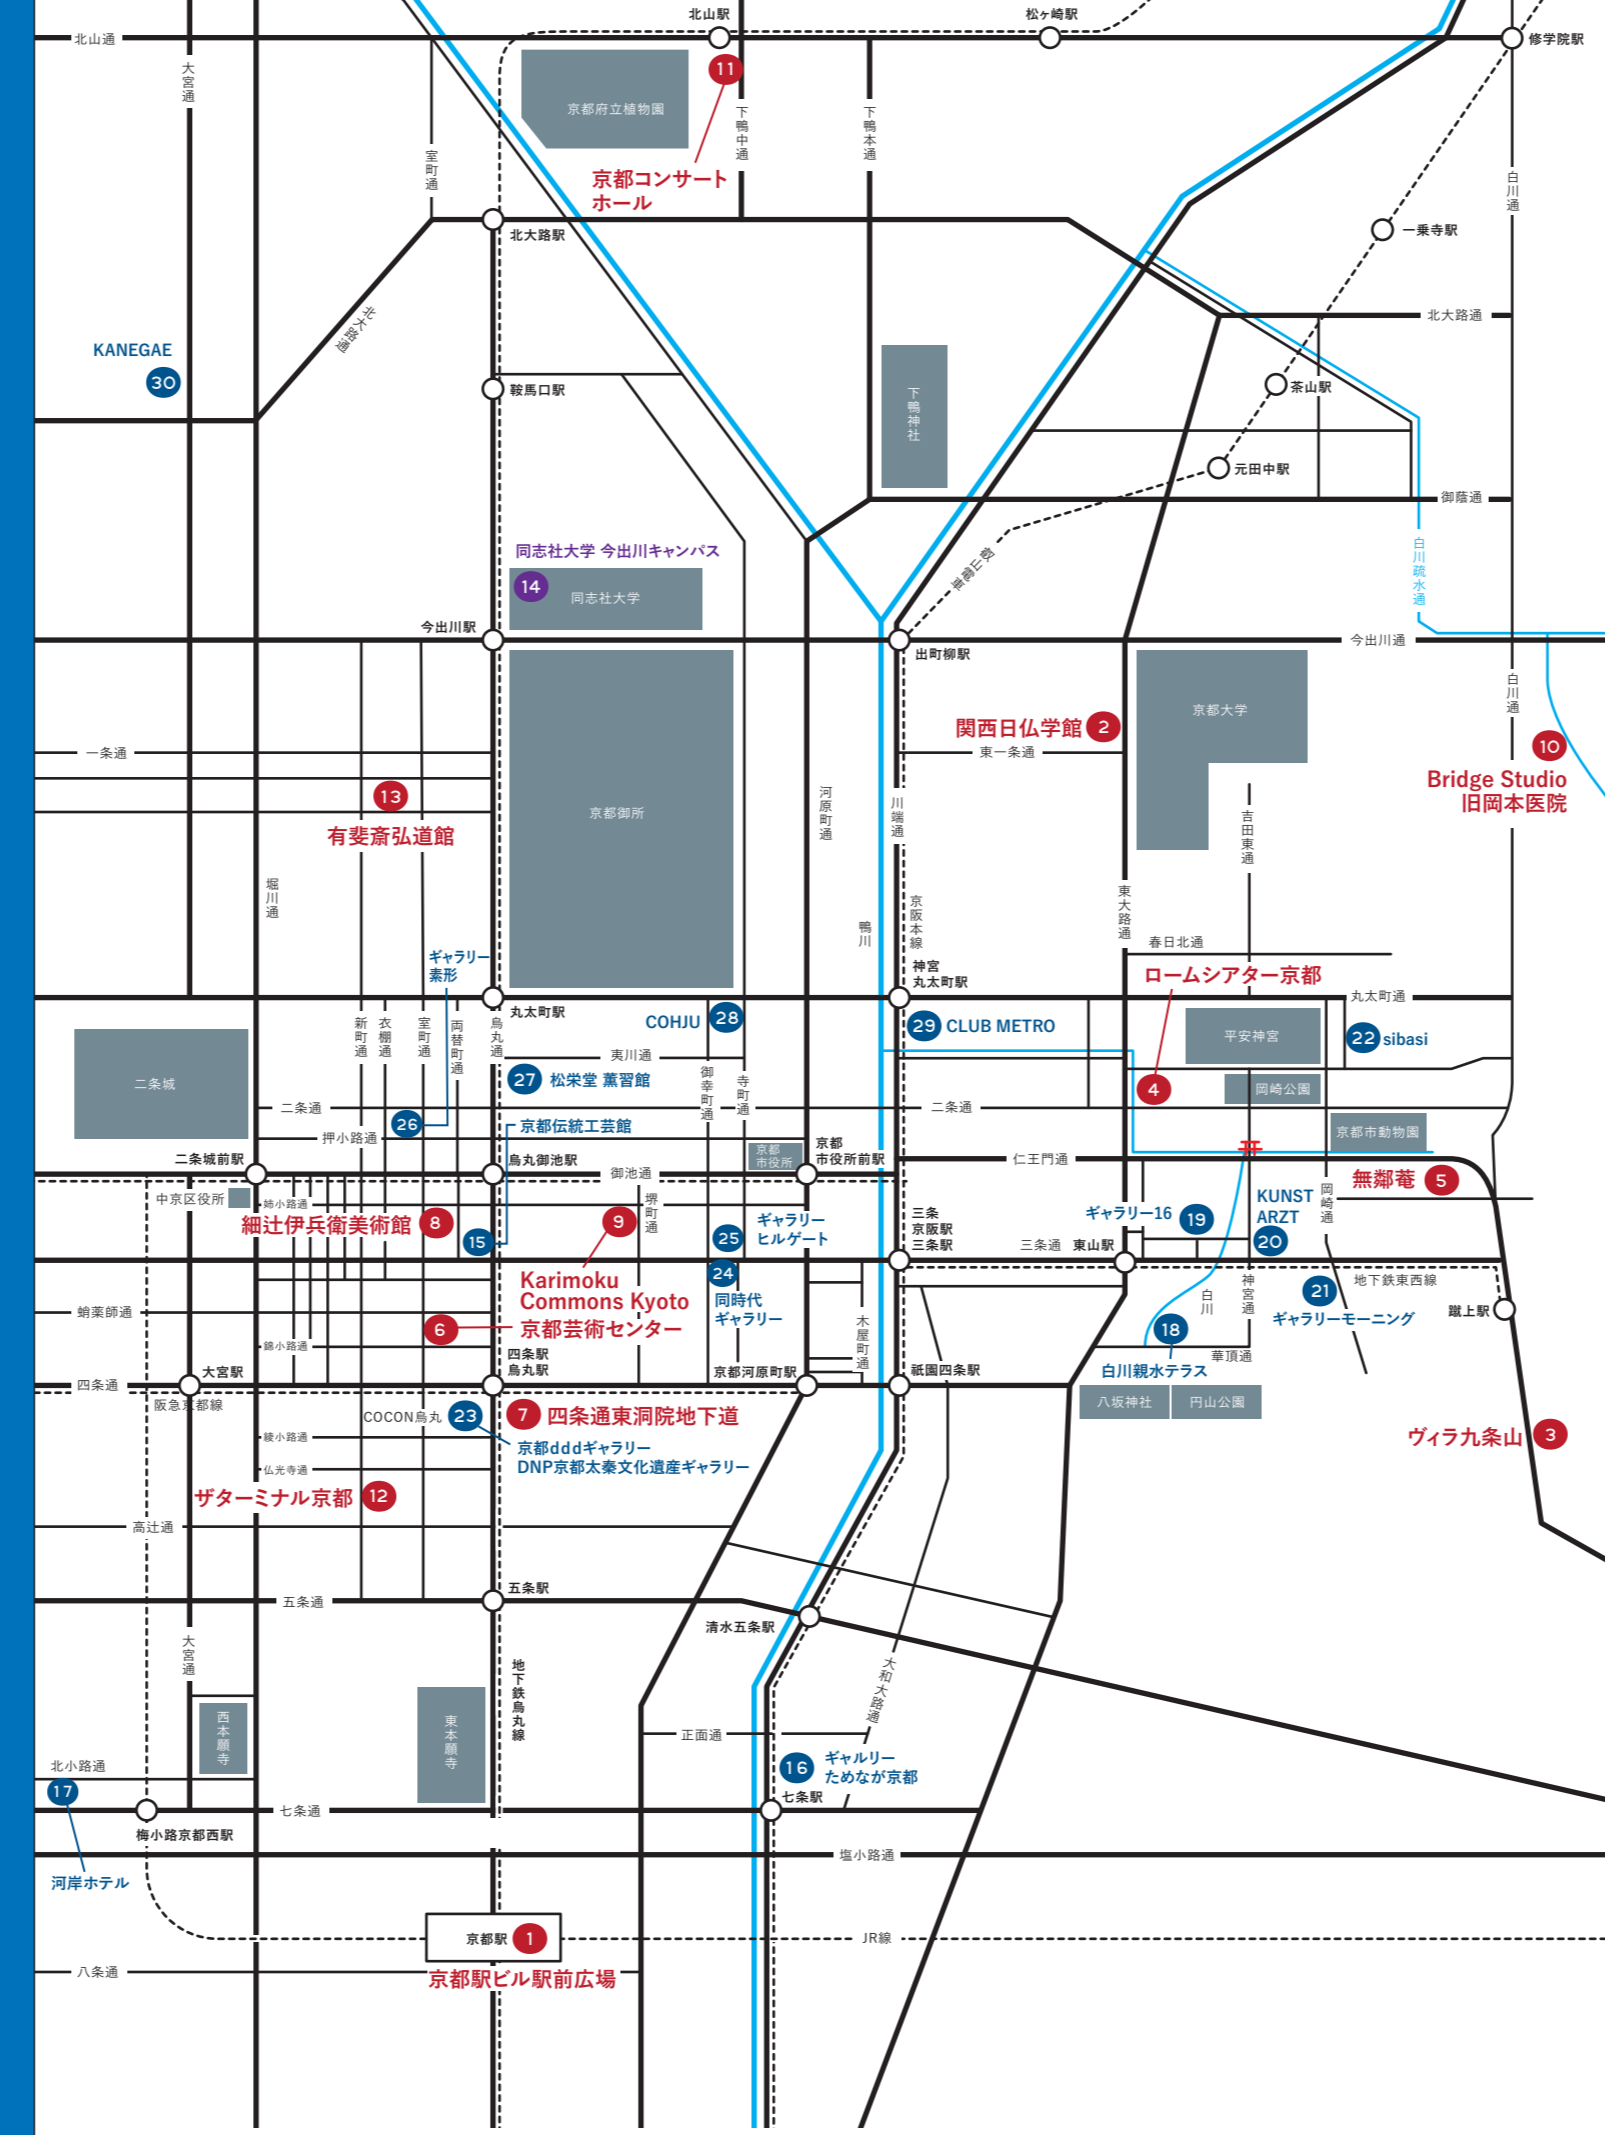 北山駅
松ヶ崎駅
修学院駅
北山通
大宮通
11
京都府立植物園
下鴨中通
下鴨本通
室町通
京都コンサート
ホール
白川通
北大路駅
一乗寺駅
北大路通
北大路通
KANEGAE
30
鞍馬口駅
下鴨神社
茶山駅
元田中駅
御蔭通
同志社大学 今出川キャンパス
14
同志社大学
叡山電車
白川疏水通
今出川駅
出町柳駅
今出川通
白川通
京都大学
関西日仏学館
2
一条通
東一条通
10
Bridge Studio
旧岡本医院
13
有斐斎弘道館
京都御所
河原町通
川端通
吉田東通
堀川通
鴨川
京阪本線
東大路通
春日北通
ギャラリー
素形
神宮
丸太町駅
ロームシアター京都
丸太町駅
丸太町通
新町通
衣棚通
室町通
両替町通
烏丸通
COHJU
28
29
CLUB METRO
平安神宮
22
sibasi
二条城
夷川通
27
松栄堂 薫習館
御幸町通
寺町通
4
岡崎公園
二条通
二条通
26
京都伝統工芸館
押小路通
京都市動物園
二条城前駅
烏丸御池駅
御池通
京都
市役所
京都
市役所前駅
仁王門通
中京区役所
姉小路通
無鄰菴
5
細辻伊兵衛美術館
8
9
堺町通
15
25
ギャラリー
ヒルゲート
三条
京阪駅
三条駅
ギャラリー16
19
KUNST
ARZT
20
岡崎通
三条通
東山駅
Karimoku
Commons Kyoto
24
同時代
ギャラリー
白川
神宮通
21
ギャラリーモーニング
地下鉄東西線
蹴上駅
蛸薬師通
6
京都芸術センター
木屋町通
18
錦小路通
華頂通
白川親水テラス
四条通
大宮駅
四条駅
烏丸駅
京都河原町駅
祇園四条駅
阪急京都線
八坂神社
円山公園
COCON烏丸
23
7
四条通東洞院地下道
綾小路通
京都dddギャラリー
DNP京都太秦文化遺産ギャラリー
ヴィラ九条山
3
仏光寺通
ザターミナル京都
12
高辻通
五条通
五条駅
清水五条駅
大宮通
地下鉄烏丸線
大和大路通
西本願寺
東本願寺
正面通
北小路通
17
16
ギャルリー
ためなが京都
七条通
七条駅
梅小路京都西駅
塩小路通
河岸ホテル
京都駅
1
JR線
八条通
京都駅ビル駅前広場